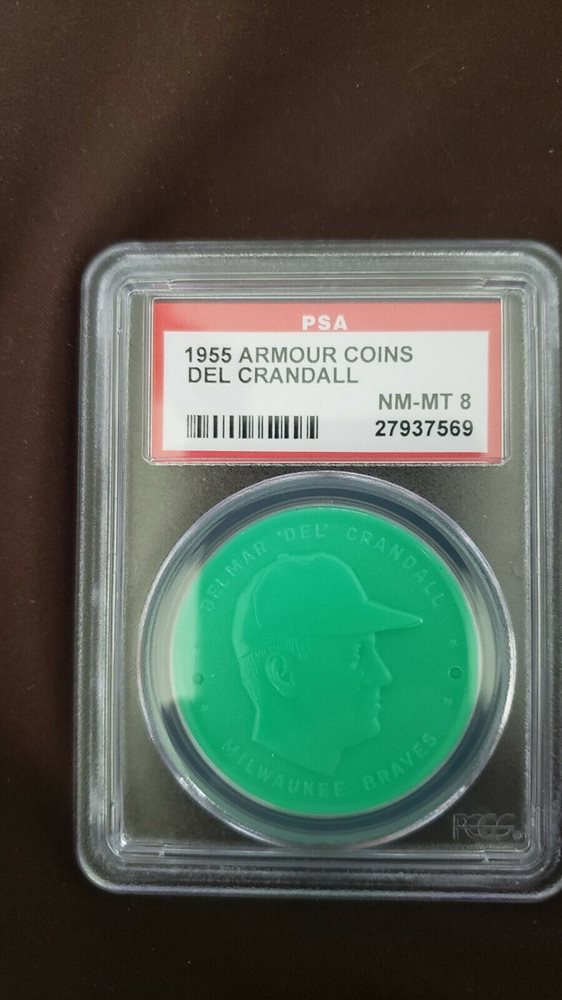 PSA
1955 ARMOUR COINS
DEL CRANDALL
NM-MT 8
27937569
DELMAR 'DEL' CRANDALL
MILWAUKEE BRAVES
PCGS